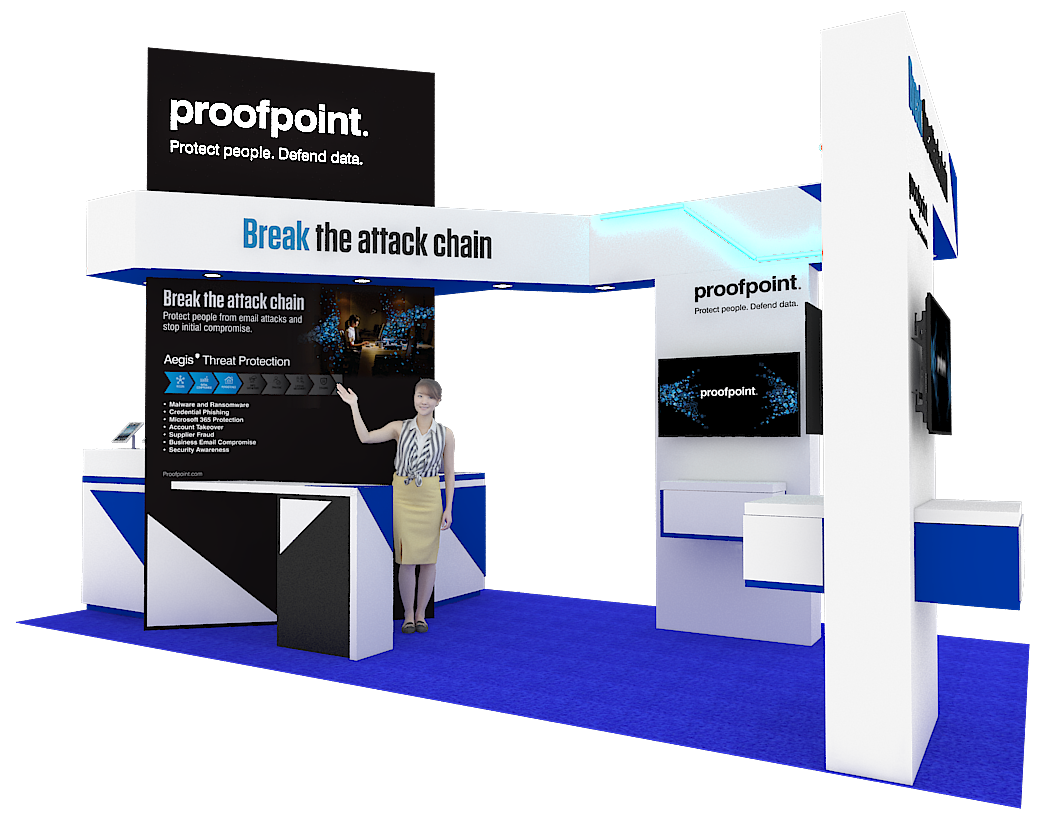 proofpoint.
Protect people. Defend data.
Break the attack chain
Break the attack chain
Protect people from email attacks and
stop initial compromise.
Aegis Threat Protection
• Malware and Ransomware
• Credential Phishing
• Microsoft 365 Protection
• Account Takeover
• Supplier Fraud
• Business Email Compromise
• Security Awareness
Proofpoint.com
proofpoint.
Protect people. Defend data.
proofpoint.